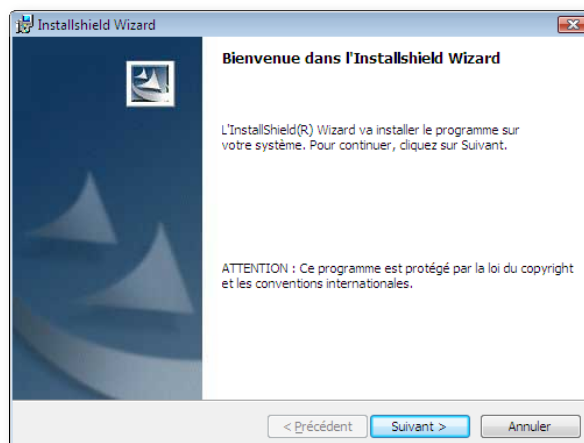 Installshield Wizard
Bienvenue dans l'Installshield Wizard
L'InstallShield(R) Wizard va installer le programme sur
votre système. Pour continuer, cliquez sur Suivant.
ATTENTION : Ce programme est protégé par la loi du copyright
et les conventions internationales.
< Précédent
Suivant >
Annuler